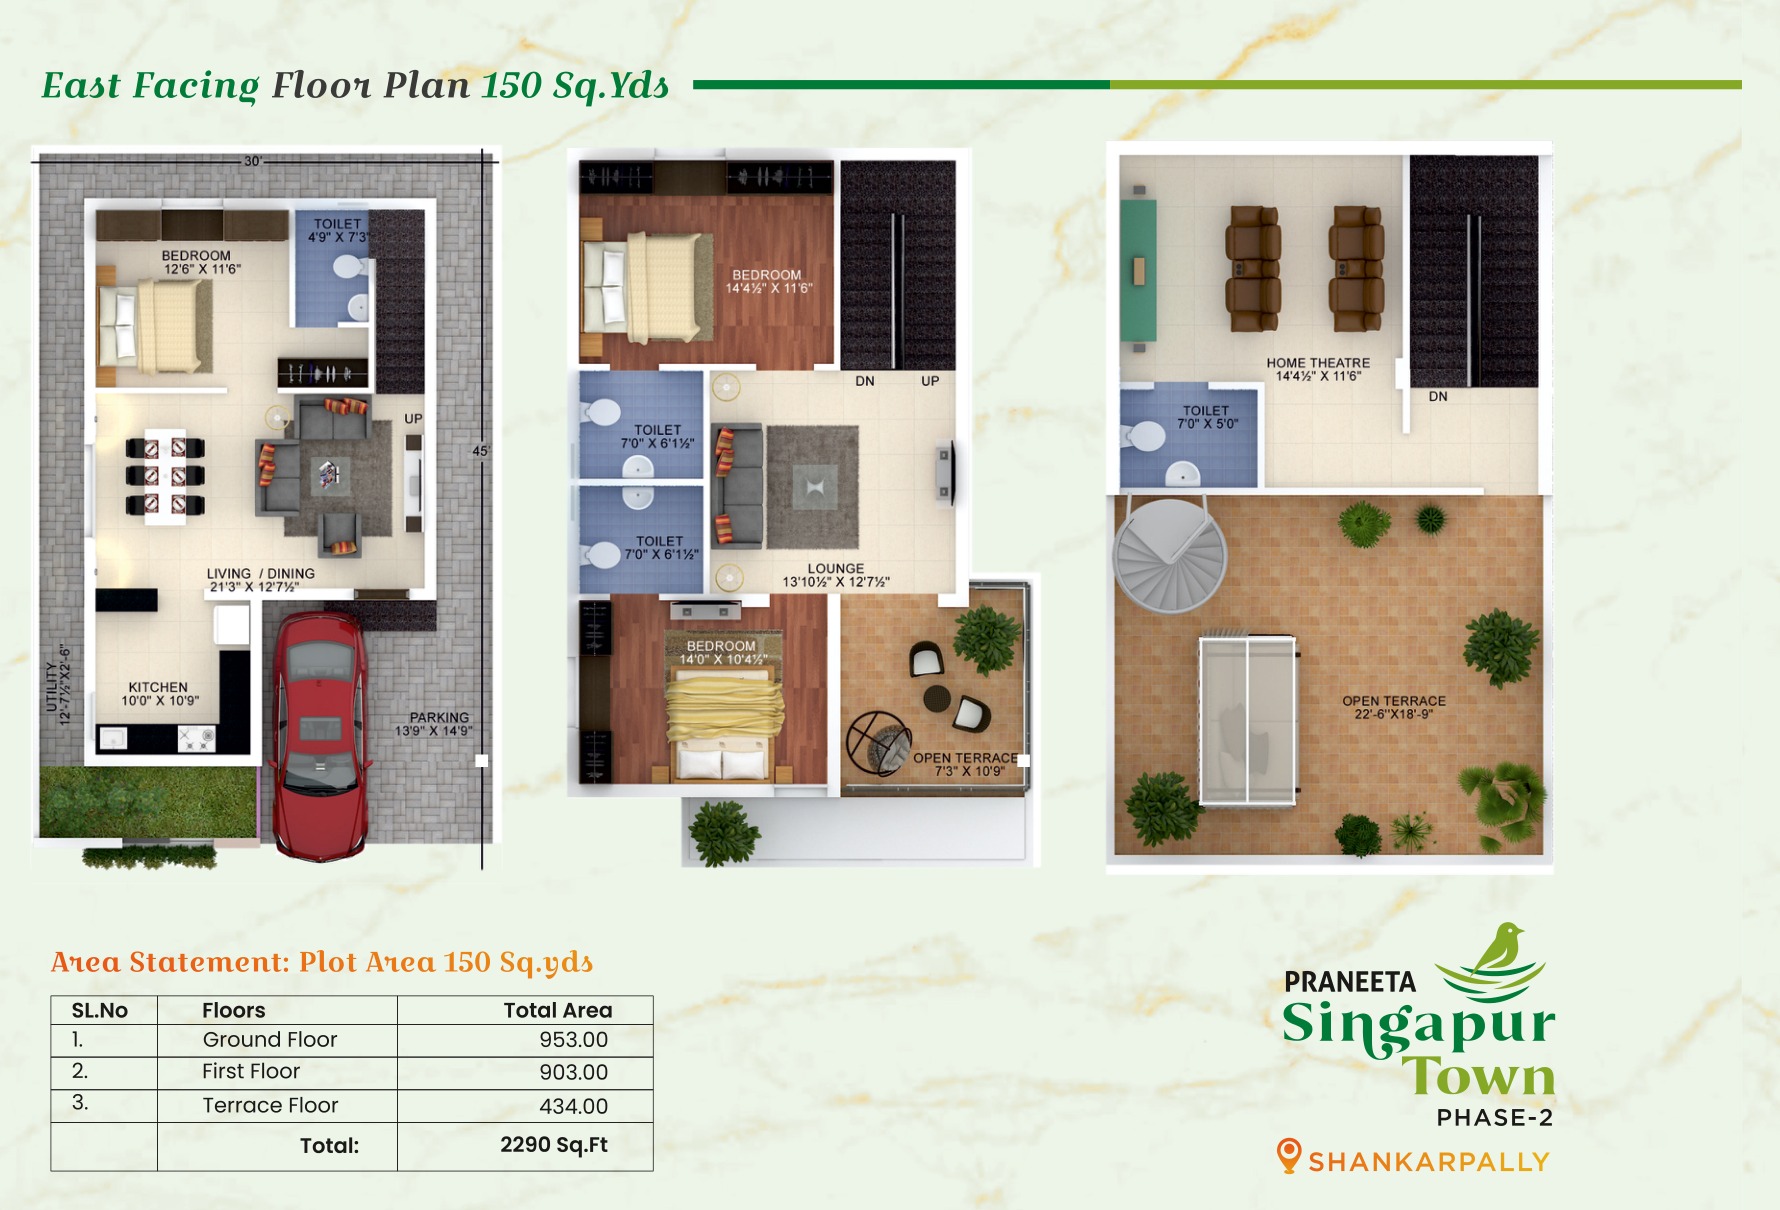 East Facing Floor Plan 150 Sq.Yds
30'
45'
TOILET
4'9" X 7'3"
BEDROOM
12'6" X 11'6"
UP
LIVING / DINING
21'3" X 12'7½"
UTILITY
12'-7½"X2'-6"
KITCHEN
10'0" X 10'9"
PARKING
13'9" X 14'9"
BEDROOM
14'4½" X 11'6"
DN UP
TOILET
7'0" X 6'1½"
TOILET
7'0" X 6'1½"
LOUNGE
13'10½" X 12'7½"
BEDROOM
14'0" X 10'4½"
OPEN TERRACE
7'3" X 10'9"
HOME THEATRE
14'4½" X 11'6"
DN
TOILET
7'0" X 5'0"
OPEN TERRACE
22'-6"X18'-9"
Area Statement: Plot Area 150 Sq.yds
SL.No Floors Total Area
1. Ground Floor 953.00
2. First Floor 903.00
3. Terrace Floor 434.00
Total: 2290 Sq.Ft
PRANEETA
Singapur
Town
PHASE-2
SHANKARPALLY